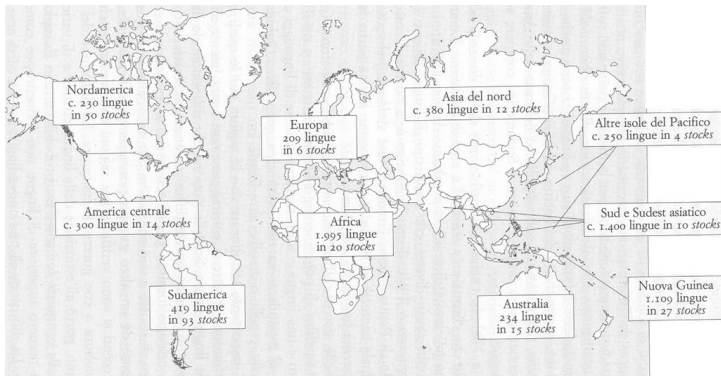 Nordamerica
c. 230 lingue
in 50 stocks
Europa
209 lingue
in 6 stocks
Asia del nord
c. 380 lingue in 12 stocks
Altre isole del Pacifico
c. 250 lingue in 4 stocks
America centrale
c. 300 lingue in 14 stocks
Africa
1.995 lingue
in 20 stocks
Sud e Sudest asiatico
c. 1.400 lingue in 10 stocks
Sudamerica
419 lingue
in 93 stocks
Australia
234 lingue
in 15 stocks
Nuova Guinea
1.109 lingue
in 27 stocks